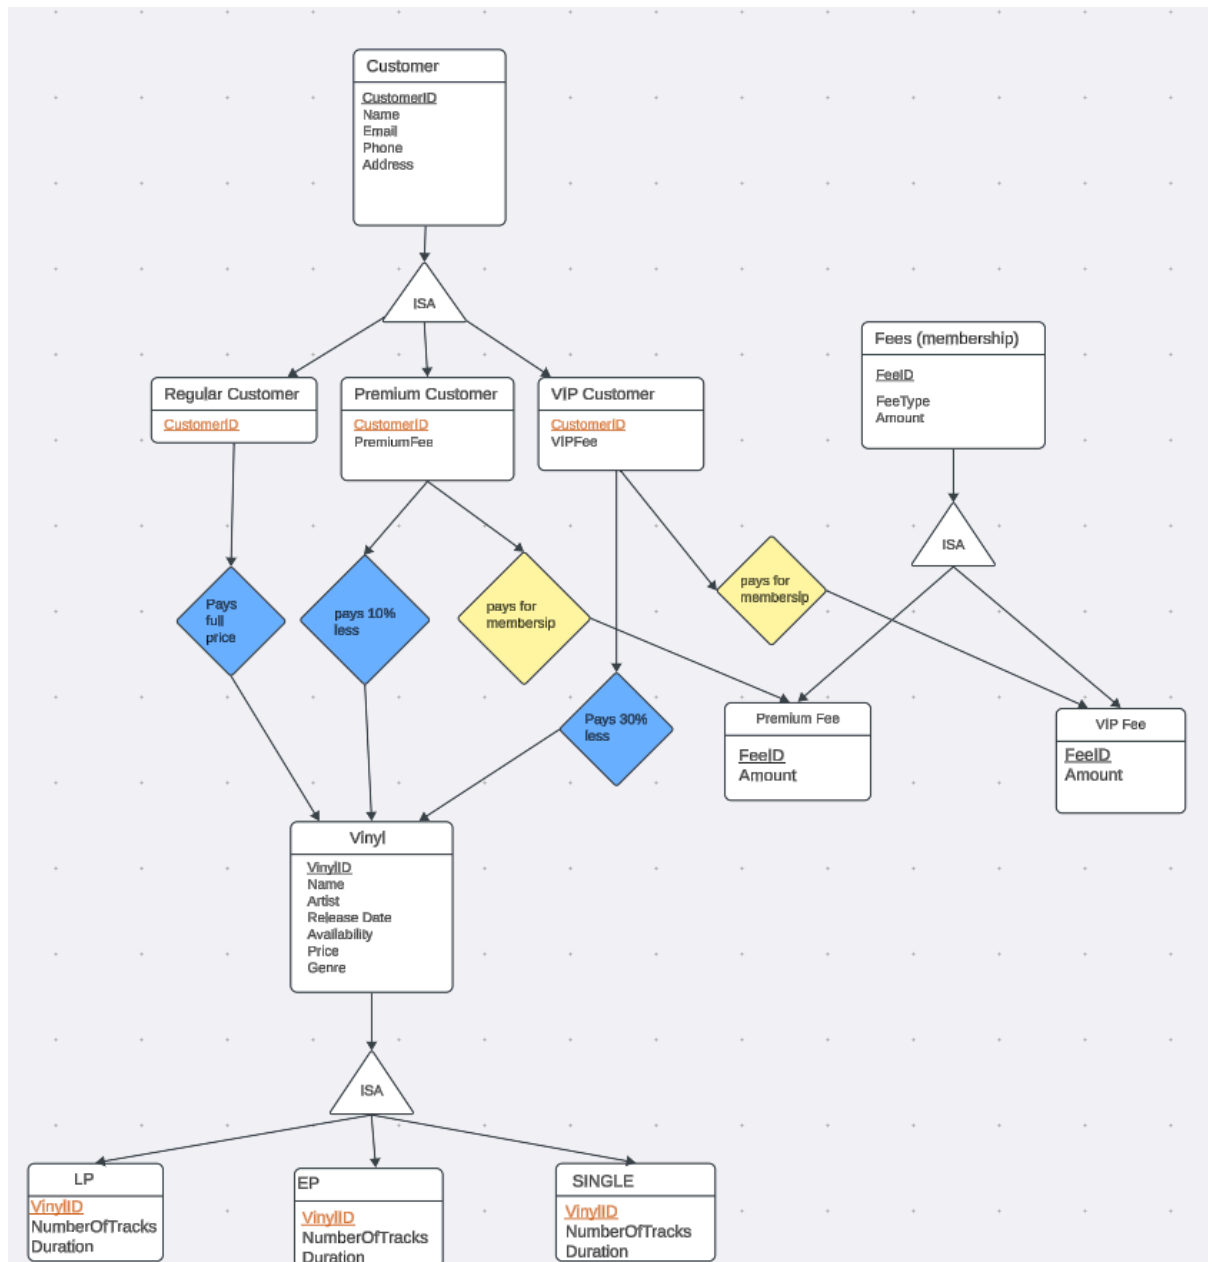 Customer
CustomerID
Name
Email
Phone
Address
ISA
Regular Customer
CustomerID
Premium Customer
CustomerID
PremiumFee
VIP Customer
CustomerID
VIPFee
Fees (membership)
FeeID
FeeType
Amount
ISA
Pays
full
price
pays 10%
less
pays for
membersip
pays for
membersip
Pays 30%
less
Premium Fee
FeeID
Amount
VIP Fee
FeeID
Amount
Vinyl
VinylID
Name
Artist
Release Date
Availability
Price
Genre
ISA
LP
VinylID
NumberOfTracks
Duration
EP
VinylID
NumberOfTracks
Duration
SINGLE
VinylID
NumberOfTracks
Duration